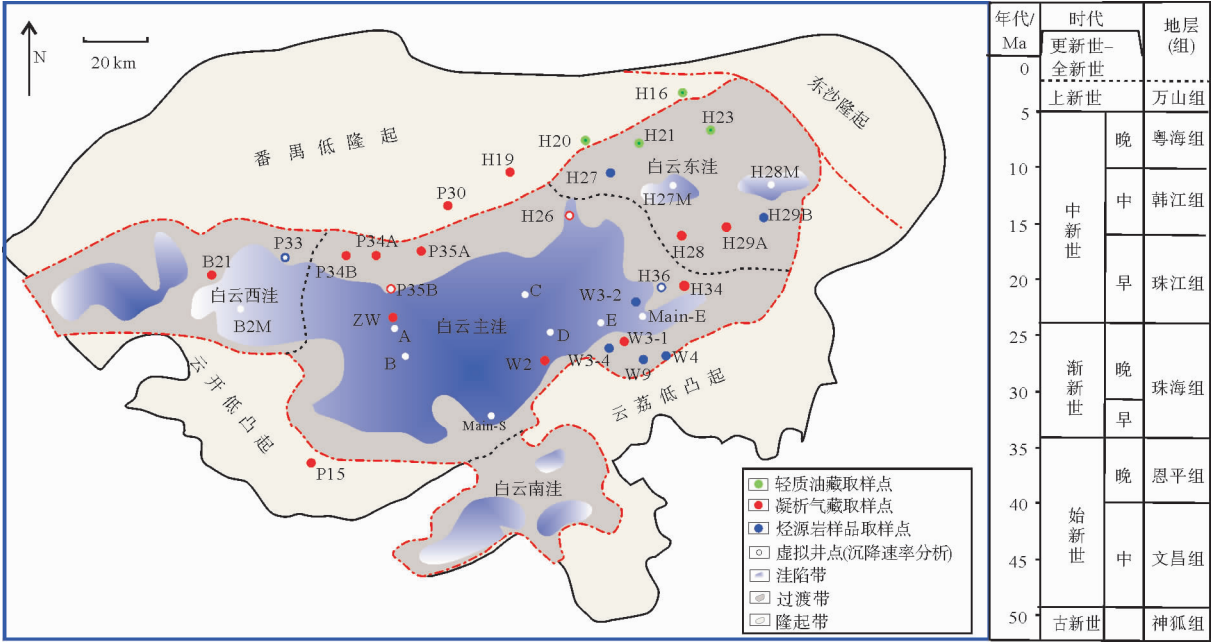 N
20 km
番禺低隆起
东沙隆起
H16
H23
H20
H21
白云东洼
H19
H27
H28M
H27M
P30
H26
H29B
H28
H29A
P33
P34A
P35A
P34B
B21
白云西洼
B2M
P35B
H36
H34
C
W3-2
ZW
白云主洼
Main-E
A
E
D
W3-1
B
W2
W3-4
W4
W9
云开低凸起
云荔低凸起
Main-S
P15
白云南洼
轻质油藏取样点
凝析气藏取样点
烃源岩样品取样点
虚拟井点(沉降速率分析)
洼陷带
过渡带
隆起带
年代/
Ma
时代
地层
(组)
更新世–
全新世
0
上新世
万山组
5
晚
粤海组
10
中新世
中
韩江组
15
早
珠江组
20
25
渐新世
晚
珠海组
30
早
35
晚
恩平组
40
始新世
中
文昌组
45
50
古新世
神狐组